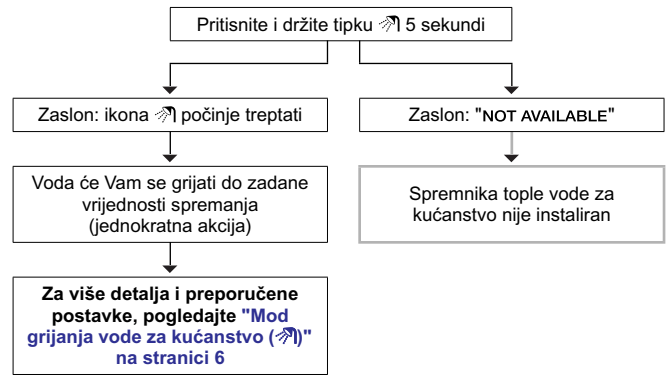 Pritisnite i držite tipku 5 sekundi
Zaslon: ikona počinje treptati
Zaslon: "NOT AVAILABLE"
Voda će Vam se grijati do zadane
vrijednosti spremanja
(jednokratna akcija)
Spremnika tople vode za
kućanstvo nije instaliran
Za više detalja i preporučene
postavke, pogledajte "Mod
grijanja vode za kućanstvo ()"
na stranici 6